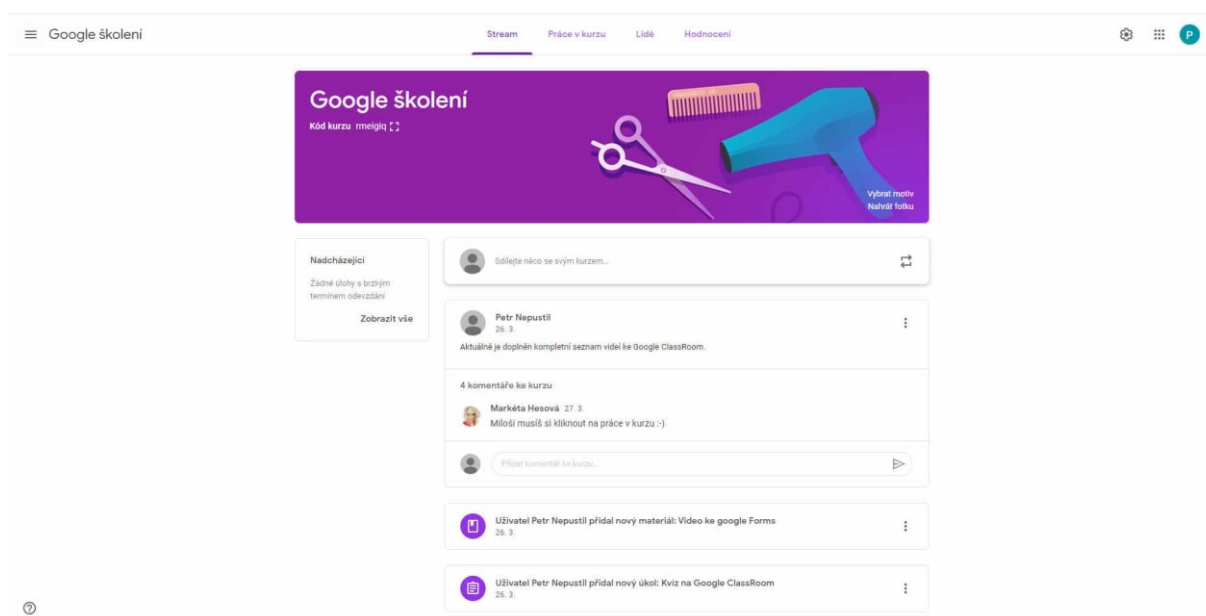 Google školení
Stream
Práce v kurzu
Lidé
Hodnocení
P
Google školení
Kód kurzu rmeigiq
Vybrat motiv
Nahrát fotku
Nadcházející
Žádné úlohy s brzkým
termínem odevzdání
Zobrazit vše
Sdílejte něco se svým kurzem...
Petr Nepustil
26. 3.
Aktuálně je doplněn kompletní seznam videí ke Google ClassRoom.
4 komentáře ke kurzu
Markéta Hesová 27. 3.
Miloši musíš si kliknout na práce v kurzu :-)
Přidat komentář ke kurzu...
Uživatel Petr Nepustil přidal nový materiál: Video ke google Forms
26. 3.
Uživatel Petr Nepustil přidal nový úkol: Kvíz na Google ClassRoom
26. 3.